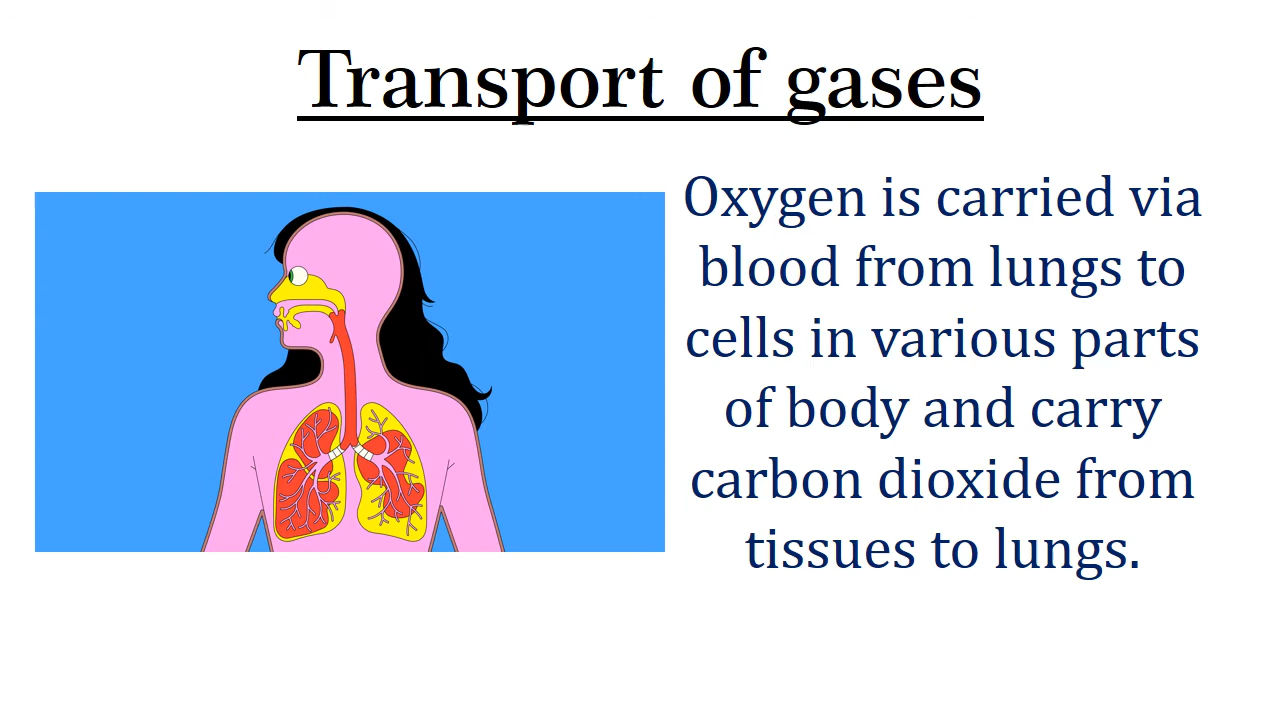 Transport of gases
Oxygen is carried via
blood from lungs to
cells in various parts
of body and carry
carbon dioxide from
tissues to lungs.